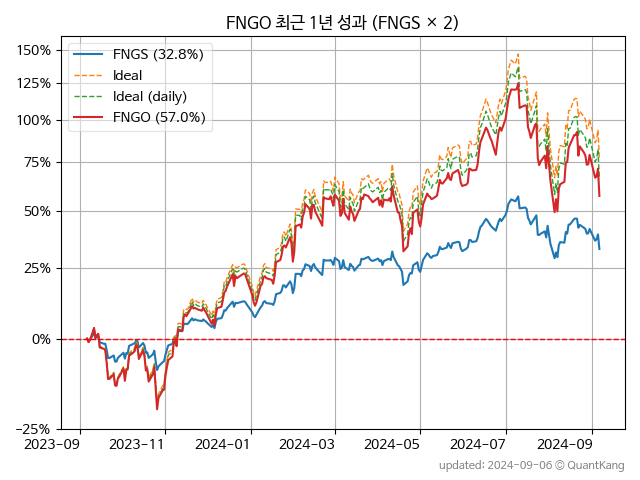 FNGO 최근 1년 성과 (FNGS × 2)
FNGS (32.8%)
Ideal
Ideal (daily)
FNGO (57.0%)
150%
125%
100%
75%
50%
25%
0%
−25%
2023-09 2023-11 2024-01 2024-03 2024-05 2024-07 2024-09
updated: 2024-09-06 © QuantKang